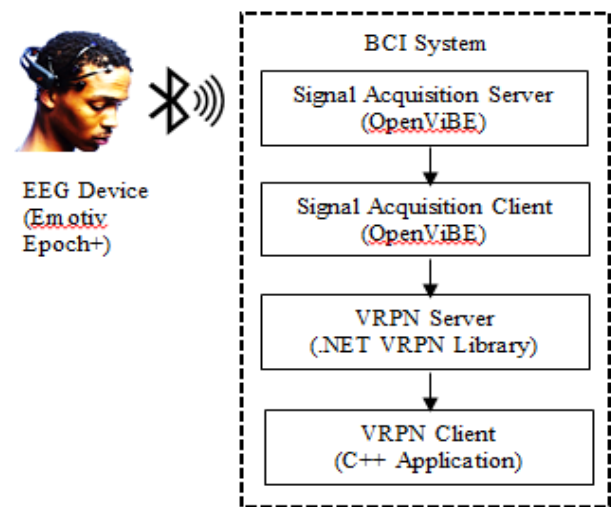 BCI System
Signal Acquisition Server
(OpenViBE)
EEG Device
(Emotiv
Epoch+)
Signal Acquisition Client
(OpenViBE)
VRPN Server
(.NET VRPN Library)
VRPN Client
(C++ Application)